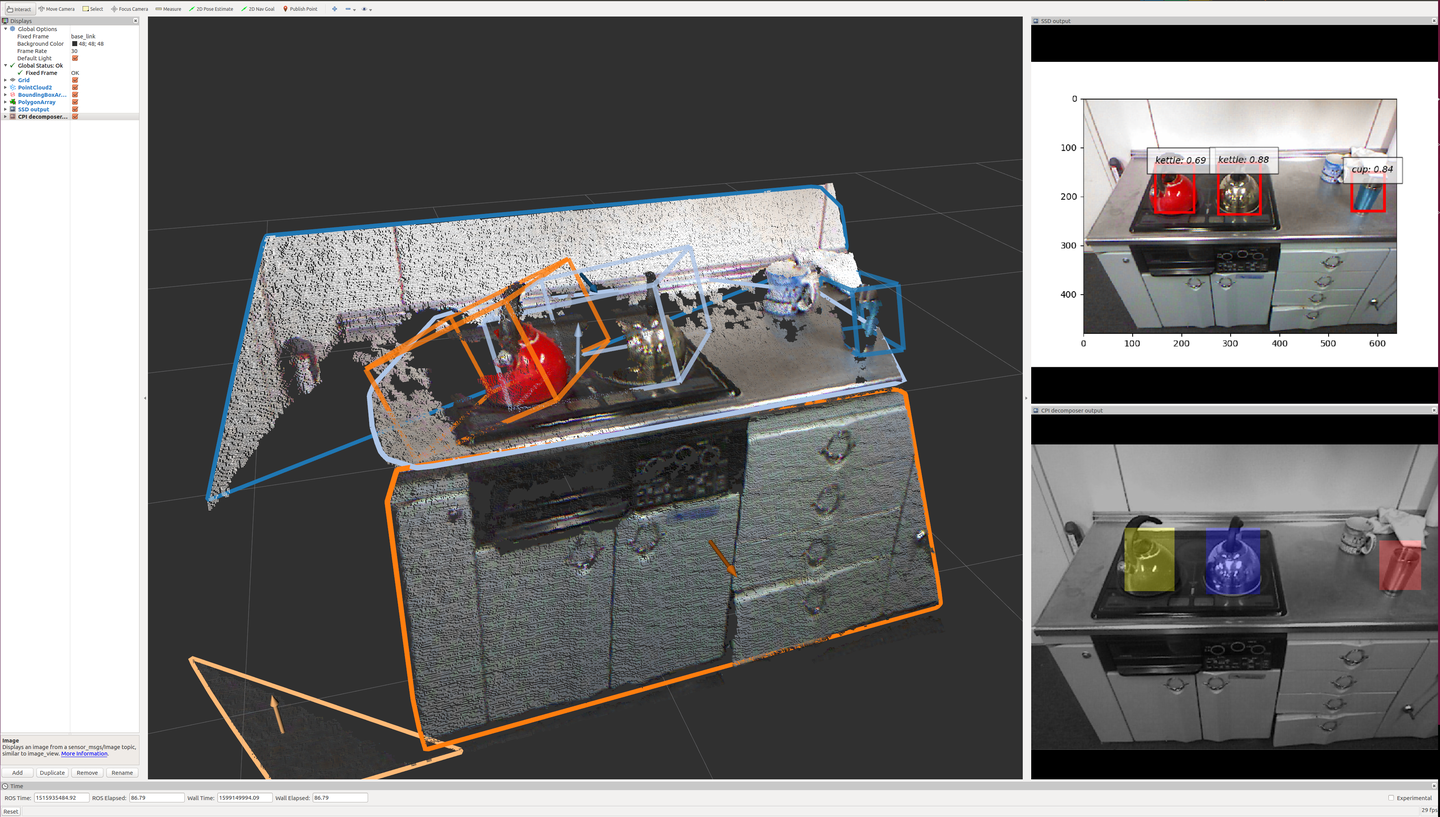 Interact Move Camera Select Focus Camera Measure 2D Pose Estimate 2D Nav Goal Publish Point
Displays
Global Options
Fixed Frame base_link
Background Color 48; 48; 48
Frame Rate 30
Default Light
Global Status: Ok
Fixed Frame OK
Grid
PointCloud2
BoundingBoxAr...
PolygonArray
SSD output
CPI decomposer...
Image
Displays an image from a sensor_msgs/Image topic,
similar to image_view. More Information.
Add Duplicate Remove Rename
SSD output
0
100
200
300
400
0 100 200 300 400 500 600
kettle: 0.69 kettle: 0.88 cup: 0.84
CPI decomposer output
Time
ROS Time: 1515935484.92 ROS Elapsed: 86.79 Wall Time: 1599149994.09 Wall Elapsed: 86.79 Experimental
Reset 29 fps